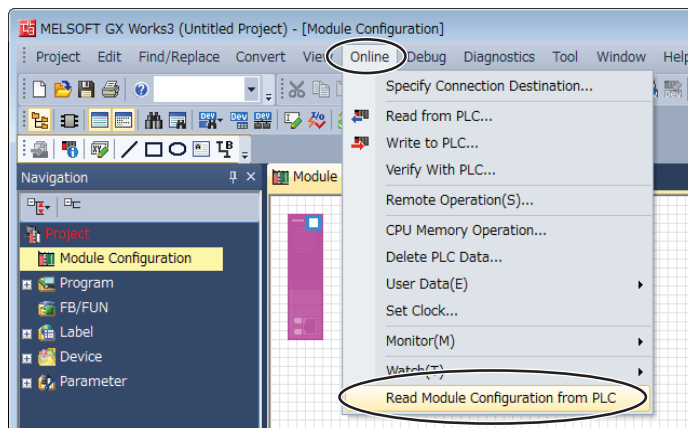 MELSOFT GX Works3 (Untitled Project) - [Module Configuration]
Project Edit Find/Replace Convert View Online Debug Diagnostics Tool Window Help
Navigation
Module
Project
Module Configuration
Program
FB/FUN
Label
Device
Parameter
Specify Connection Destination...
Read from PLC...
Write to PLC...
Verify With PLC...
Remote Operation(S)...
CPU Memory Operation...
Delete PLC Data...
User Data(E)
Set Clock...
Monitor(M)
Watch(T)
Read Module Configuration from PLC